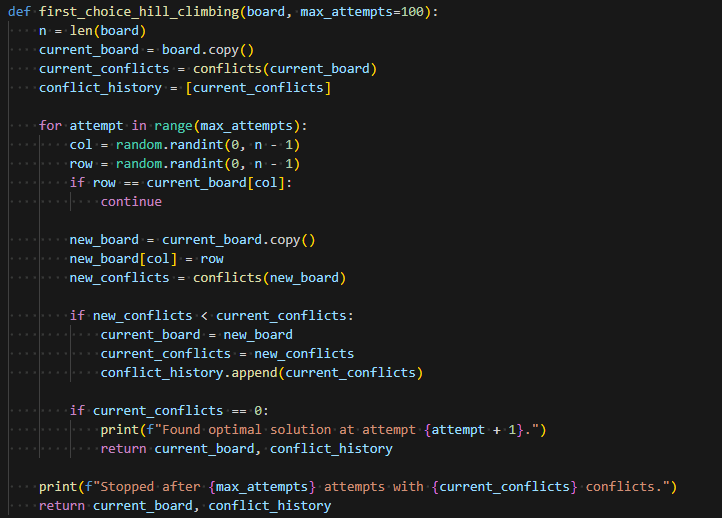 def first_choice_hill_climbing(board, max_attempts=100):
    n = len(board)
    current_board = board.copy()
    current_conflicts = conflicts(current_board)
    conflict_history = [current_conflicts]

    for attempt in range(max_attempts):
        col = random.randint(0, n - 1)
        row = random.randint(0, n - 1)
        if row == current_board[col]:
            continue

        new_board = current_board.copy()
        new_board[col] = row
        new_conflicts = conflicts(new_board)

        if new_conflicts < current_conflicts:
            current_board = new_board
            current_conflicts = new_conflicts
            conflict_history.append(current_conflicts)

        if current_conflicts == 0:
            print(f"Found optimal solution at attempt {attempt + 1}.")
            return current_board, conflict_history

    print(f"Stopped after {max_attempts} attempts with {current_conflicts} conflicts.")
    return current_board, conflict_history